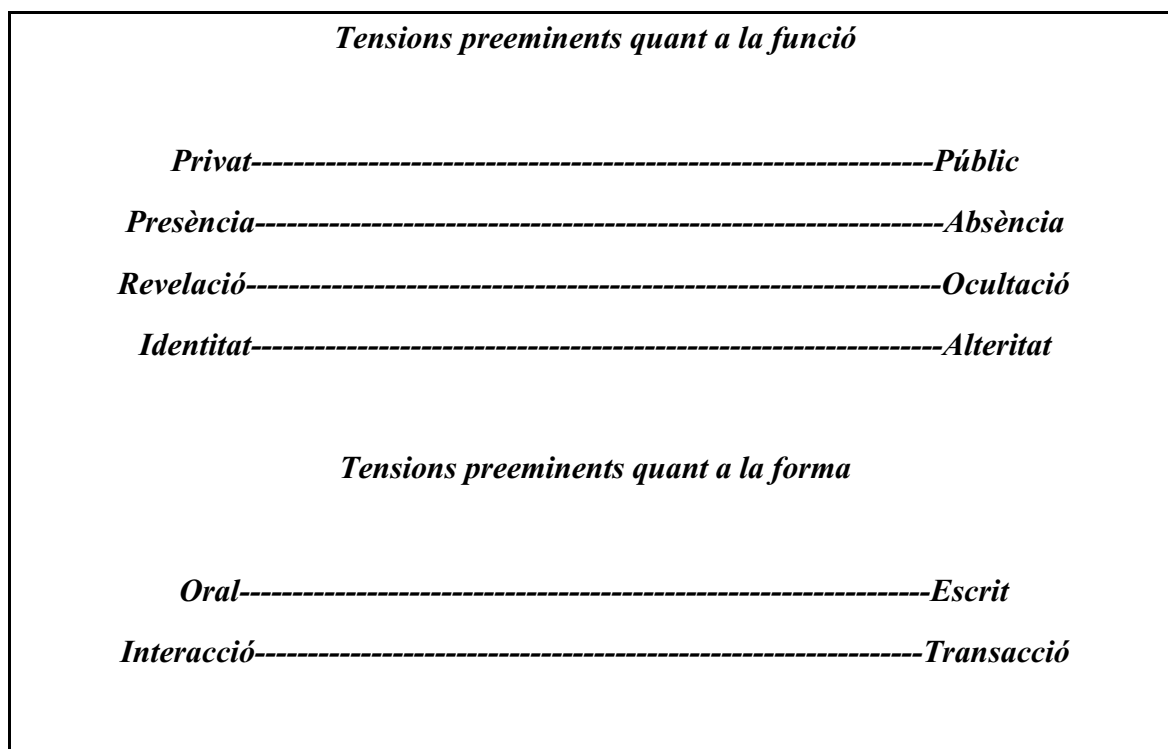 Tensions preeminents quant a la funció
Privat-----------------------------------------------------------------Públic
Presència------------------------------------------------------------------Absència
Revelació-------------------------------------------------------------------Ocultació
Identitat------------------------------------------------------------------Alteritat
Tensions preeminents quant a la forma
Oral------------------------------------------------------------------Escrit
Interacció----------------------------------------------------------------Transacció